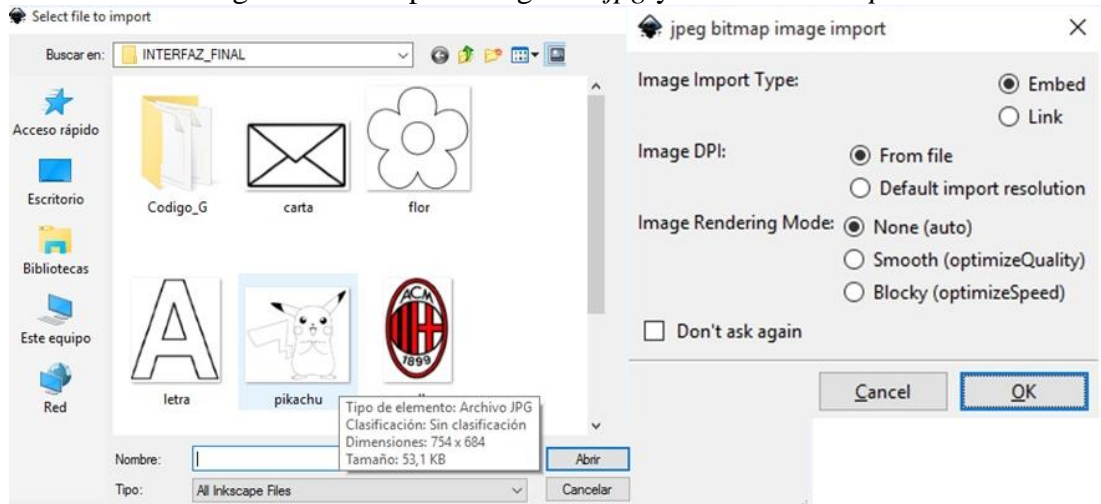 Select file to import
Buscar en:
INTERFAZ_FINAL
Acceso rápido
Escritorio
Bibliotecas
Este equipo
Red
Codigo_G
carta
flor
letra
pikachu
ACM
1899
Tipo de elemento: Archivo JPG
Clasificación: Sin clasificación
Dimensiones: 754 x 684
Tamaño: 53,1 KB
Nombre:
Abrir
Tipo:
All Inkscape Files
Cancelar
jpeg bitmap image import
Image Import Type:
Embed
Link
Image DPI:
From file
Default import resolution
Image Rendering Mode:
None (auto)
Smooth (optimizeQuality)
Blocky (optimizeSpeed)
Don't ask again
Cancel
OK